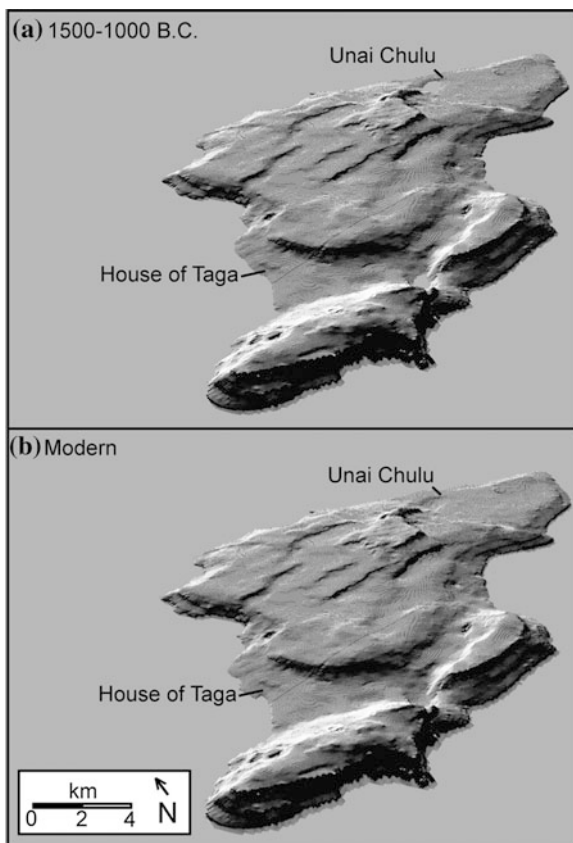 (a) 1500-1000 B.C.
Unai Chulu
House of Taga
(b) Modern
Unai Chulu
House of Taga
km
0 2 4
N